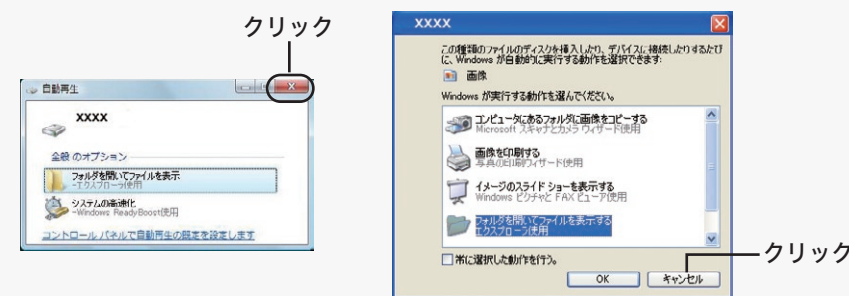 クリック
自動再生
XXXX
全般 のオプション
フォルダを開いてファイルを表示
-エクスプローラ使用
システムの高速化
-Windows ReadyBoost使用
コントロール パネルで自動再生の既定を設定します
XXXX
この種類のファイルのディスクを挿入したり、デバイスに接続したりするたび
に、Windows が自動的に実行する動作を選択できます:
画像
Windows が実行する動作を選んでください。
コンピュータにあるフォルダに画像をコピーする
Microsoft スキャナとカメラ ウィザード使用
画像を印刷する
写真の印刷ウィザード使用
イメージのスライド ショーを表示する
Windows ピクチャと FAX ビューア使用
フォルダを開いてファイルを表示する
エクスプローラ使用
常に選択した動作を行う。
OK
キャンセル
クリック